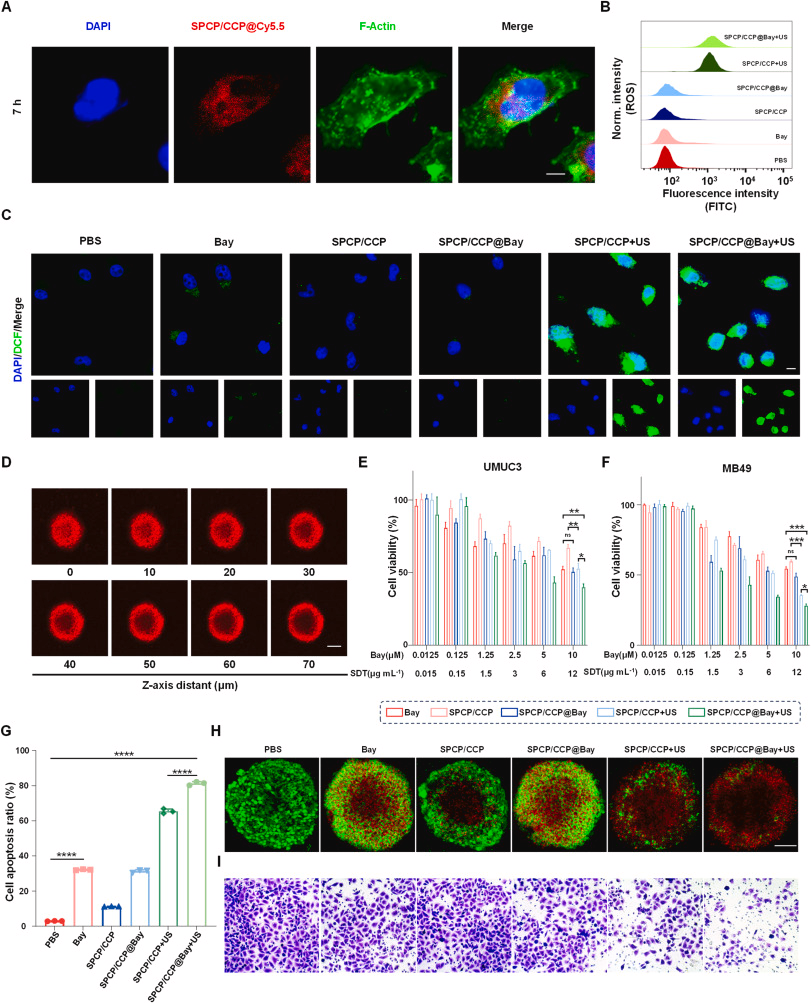 A
DAPI
SPCP/CCP@Cy5.5
F-Actin
Merge
7 h
B
Norm. intensity
(ROS)
SPCP/CCP@Bay+US
SPCP/CCP+US
SPCP/CCP@Bay
SPCP/CCP
Bay
PBS
10² 10³ 10⁴ 10⁵
Fluorescence intensity
(FITC)
C
PBS
Bay
SPCP/CCP
SPCP/CCP@Bay
SPCP/CCP+US
SPCP/CCP@Bay+US
DAPI/DCF/Merge
D
0 10 20 30
40 50 60 70
Z-axis distant (μm)
E
UMUC3
Cell viability (%)
100
50
0
**
**
ns
*
Bay(μM) 0.0125 0.125 1.25 2.5 5 10
SDT(μg mL⁻¹) 0.015 0.15 1.5 3 6 12
F
MB49
Cell viability (%)
100
50
0
***
***
ns
*
Bay(μM) 0.0125 0.125 1.25 2.5 5 10
SDT(μg mL⁻¹) 0.015 0.15 1.5 3 6 12
Bay SPCP/CCP SPCP/CCP@Bay SPCP/CCP+US SPCP/CCP@Bay+US
G
Cell apoptosis ratio (%)
100
80
60
40
20
0
****
****
****
PBS
Bay
SPCP/CCP
SPCP/CCP@Bay
SPCP/CCP+US
SPCP/CCP@Bay+US
H
PBS
Bay
SPCP/CCP
SPCP/CCP@Bay
SPCP/CCP+US
SPCP/CCP@Bay+US
I